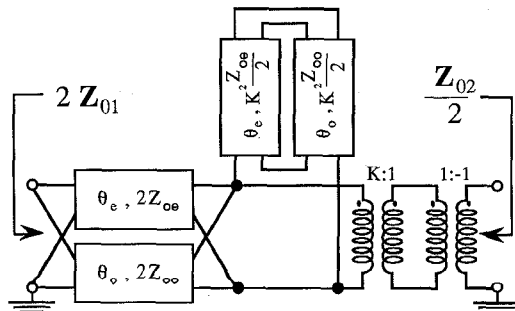 2 Z01
θe , K² Zoe/2
θo , K² Zoo/2
Z02/2
K:1
1:-1
θe , 2Zoe
θo , 2Zoo